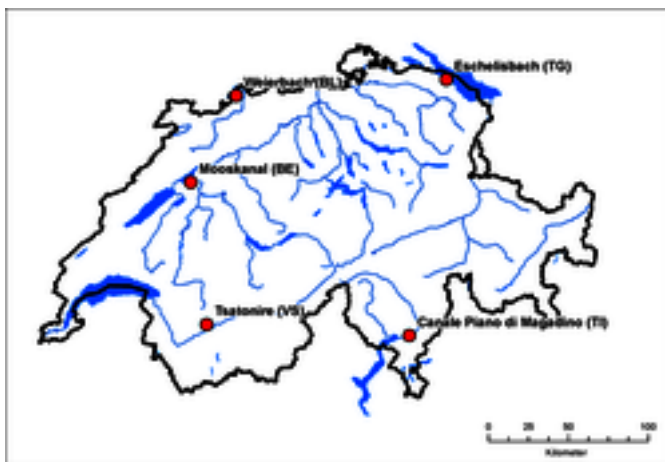 Eschelisbach (TG)
Weierbach (BL)
Mooskanal (BE)
Tsatonire (VS)
Canale Piano di Magadino (TI)
0 25 50 100
Kilometer